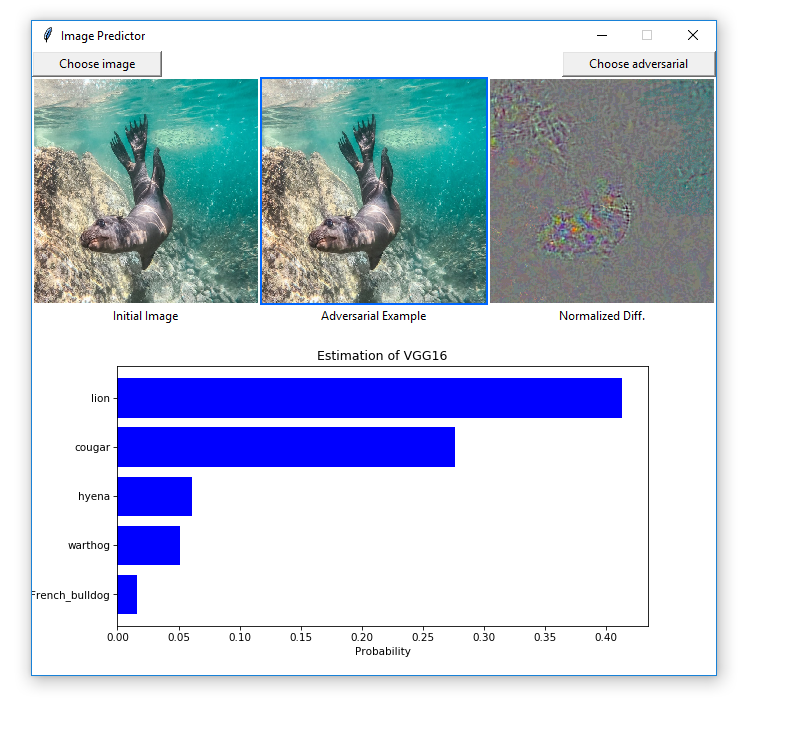 Image Predictor
Choose image
Choose adversarial
Initial Image
Adversarial Example
Normalized Diff.
Estimation of VGG16
lion
cougar
hyena
warthog
French_bulldog
0.00 0.05 0.10 0.15 0.20 0.25 0.30 0.35 0.40
Probability